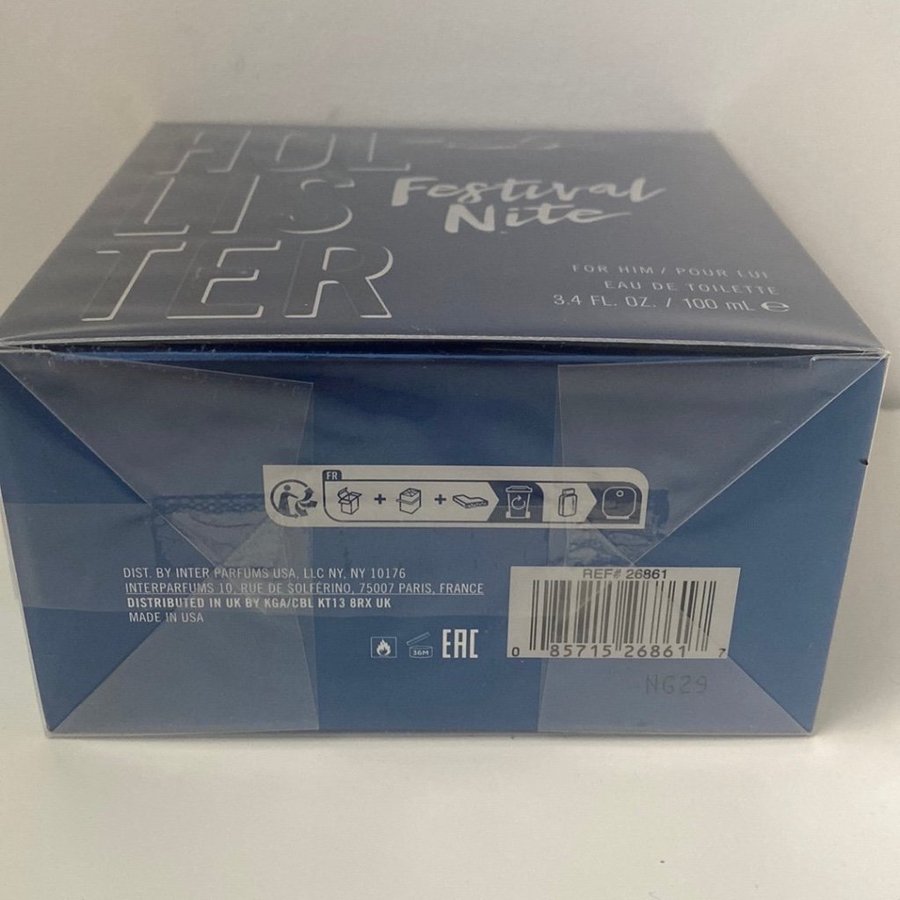 HOL-
LIS
TER
Festival
Nite
FOR HIM / POUR LUI
EAU DE TOILETTE
3.4 FL. OZ. / 100 mL ℮
FR
DIST. BY INTER PARFUMS USA, LLC NY, NY 10176
INTERPARFUMS 10, RUE DE SOLFÉRINO, 75007 PARIS, FRANCE
DISTRIBUTED IN UK BY KGA/CBL KT13 8RX UK
MADE IN USA
36M
EAC
REF# 26861
0 85715 26861 7
NG29